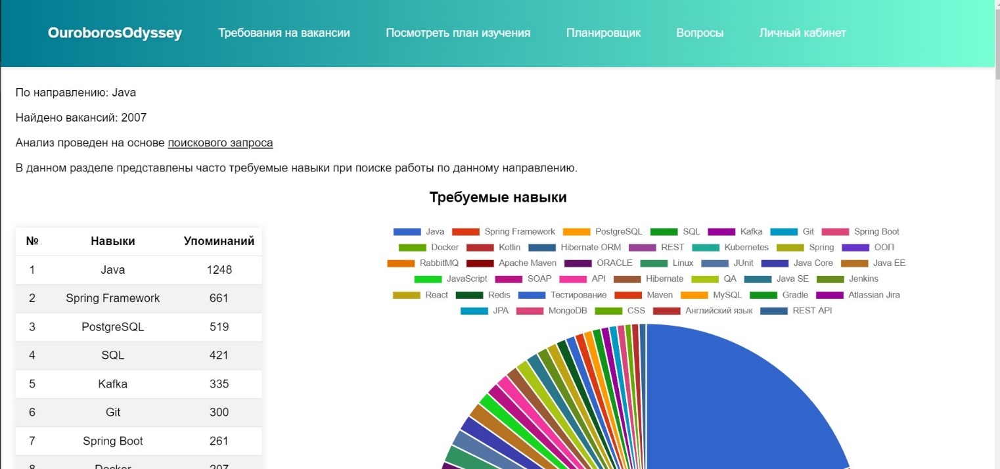 OuroborosOdyssey Требования на вакансии Посмотреть план изучения Планировщик Вопросы Личный кабинет
По направлению: Java
Найдено вакансий: 2007
Анализ проведен на основе поискового запроса
В данном разделе представлены часто требуемые навыки при поиске работы по данному направлению.
Требуемые навыки
№ Навыки Упоминаний
1 Java 1248
2 Spring Framework 661
3 PostgreSQL 519
4 SQL 421
5 Kafka 335
6 Git 300
7 Spring Boot 261
8 Docker 207
Java Spring Framework PostgreSQL SQL Kafka Git Spring Boot
Docker Kotlin Hibernate ORM REST Kubernetes Spring ООП
RabbitMQ Apache Maven ORACLE Linux JUnit Java Core Java EE
JavaScript SOAP API Hibernate QA Java SE Jenkins
React Redis Тестирование Maven MySQL Gradle Atlassian Jira
JPA MongoDB CSS Английский язык REST API